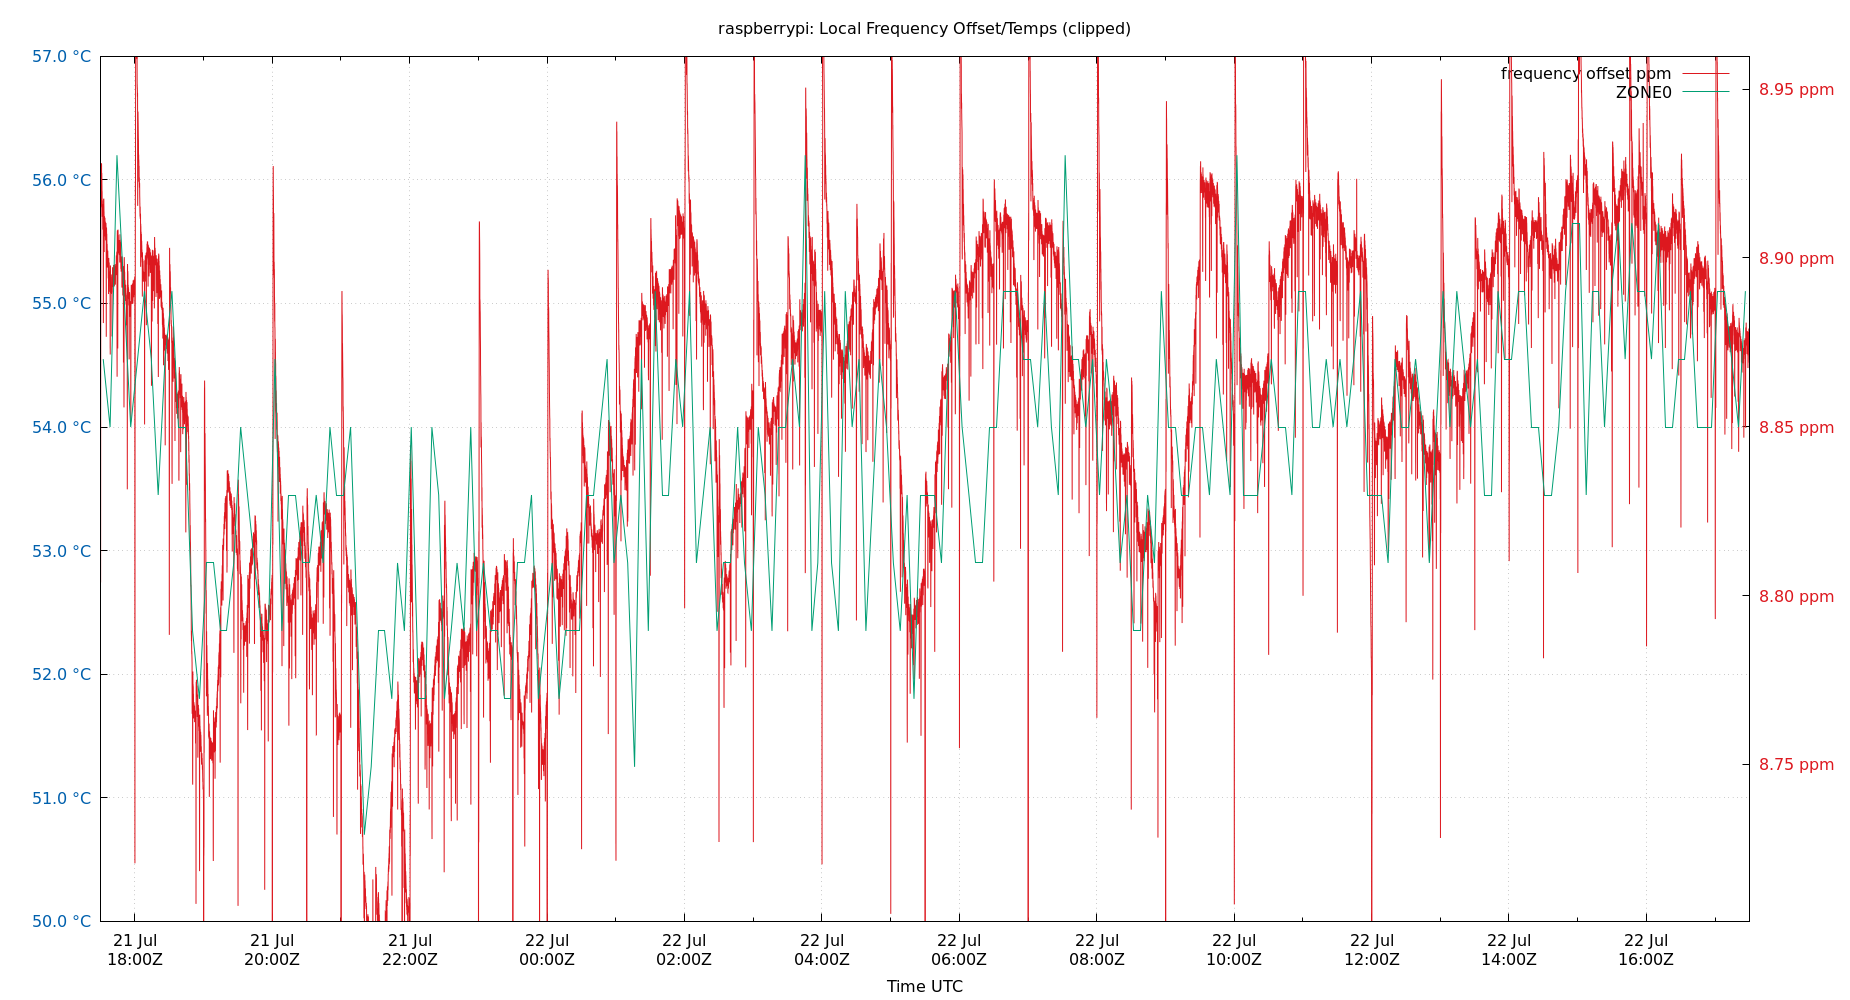 raspberrypi: Local Frequency Offset/Temps (clipped)
57.0 °C
56.0 °C
55.0 °C
54.0 °C
53.0 °C
52.0 °C
51.0 °C
50.0 °C
frequency offset ppm
ZONE0
8.95 ppm
8.90 ppm
8.85 ppm
8.80 ppm
8.75 ppm
21 Jul 21 Jul 21 Jul 22 Jul 22 Jul 22 Jul 22 Jul 22 Jul 22 Jul 22 Jul 22 Jul 22 Jul
18:00Z 20:00Z 22:00Z 00:00Z 02:00Z 04:00Z 06:00Z 08:00Z 10:00Z 12:00Z 14:00Z 16:00Z
Time UTC